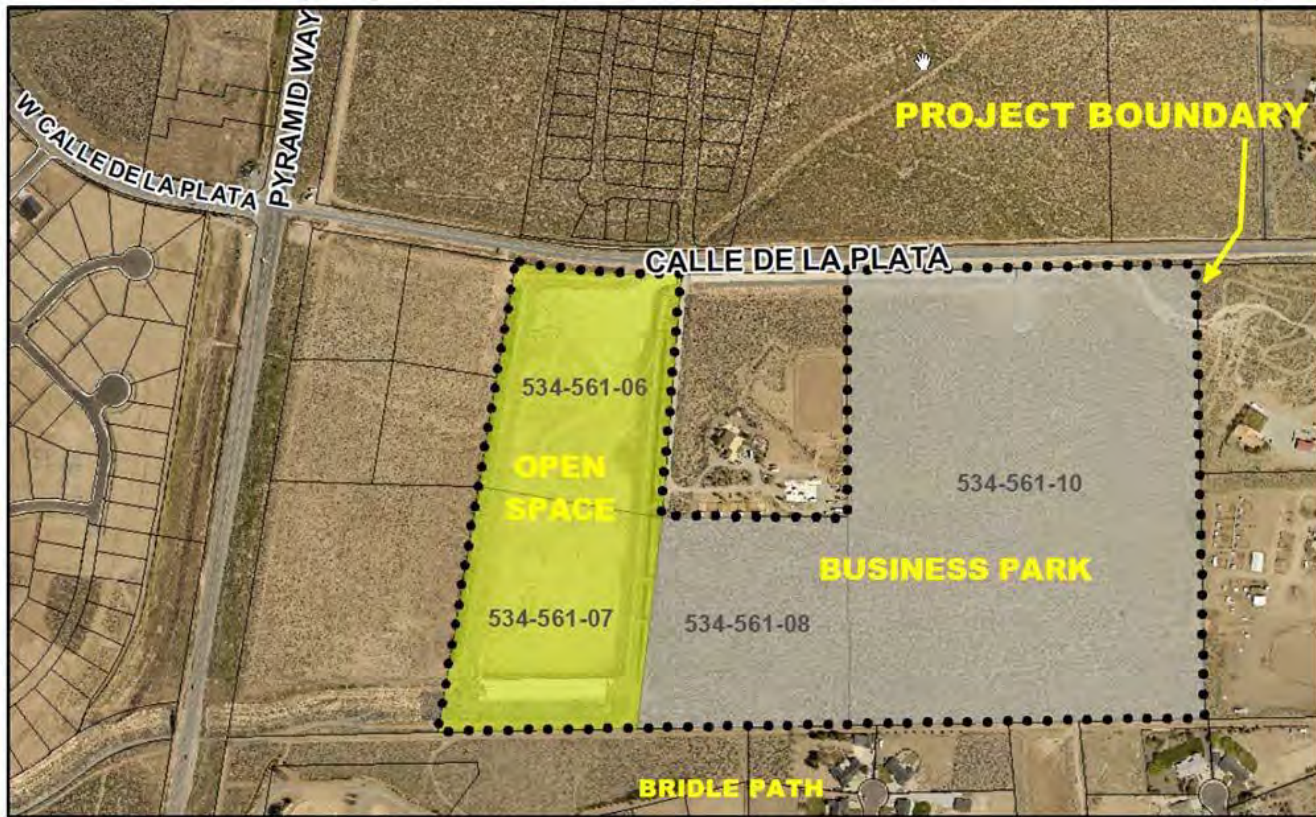 PYRAMID WAY
PROJECT BOUNDARY
W CALLE DE LA PLATA
CALLE DE LA PLATA
534-561-06
OPEN
SPACE
534-561-10
BUSINESS PARK
534-561-07
534-561-08
BRIDLE PATH